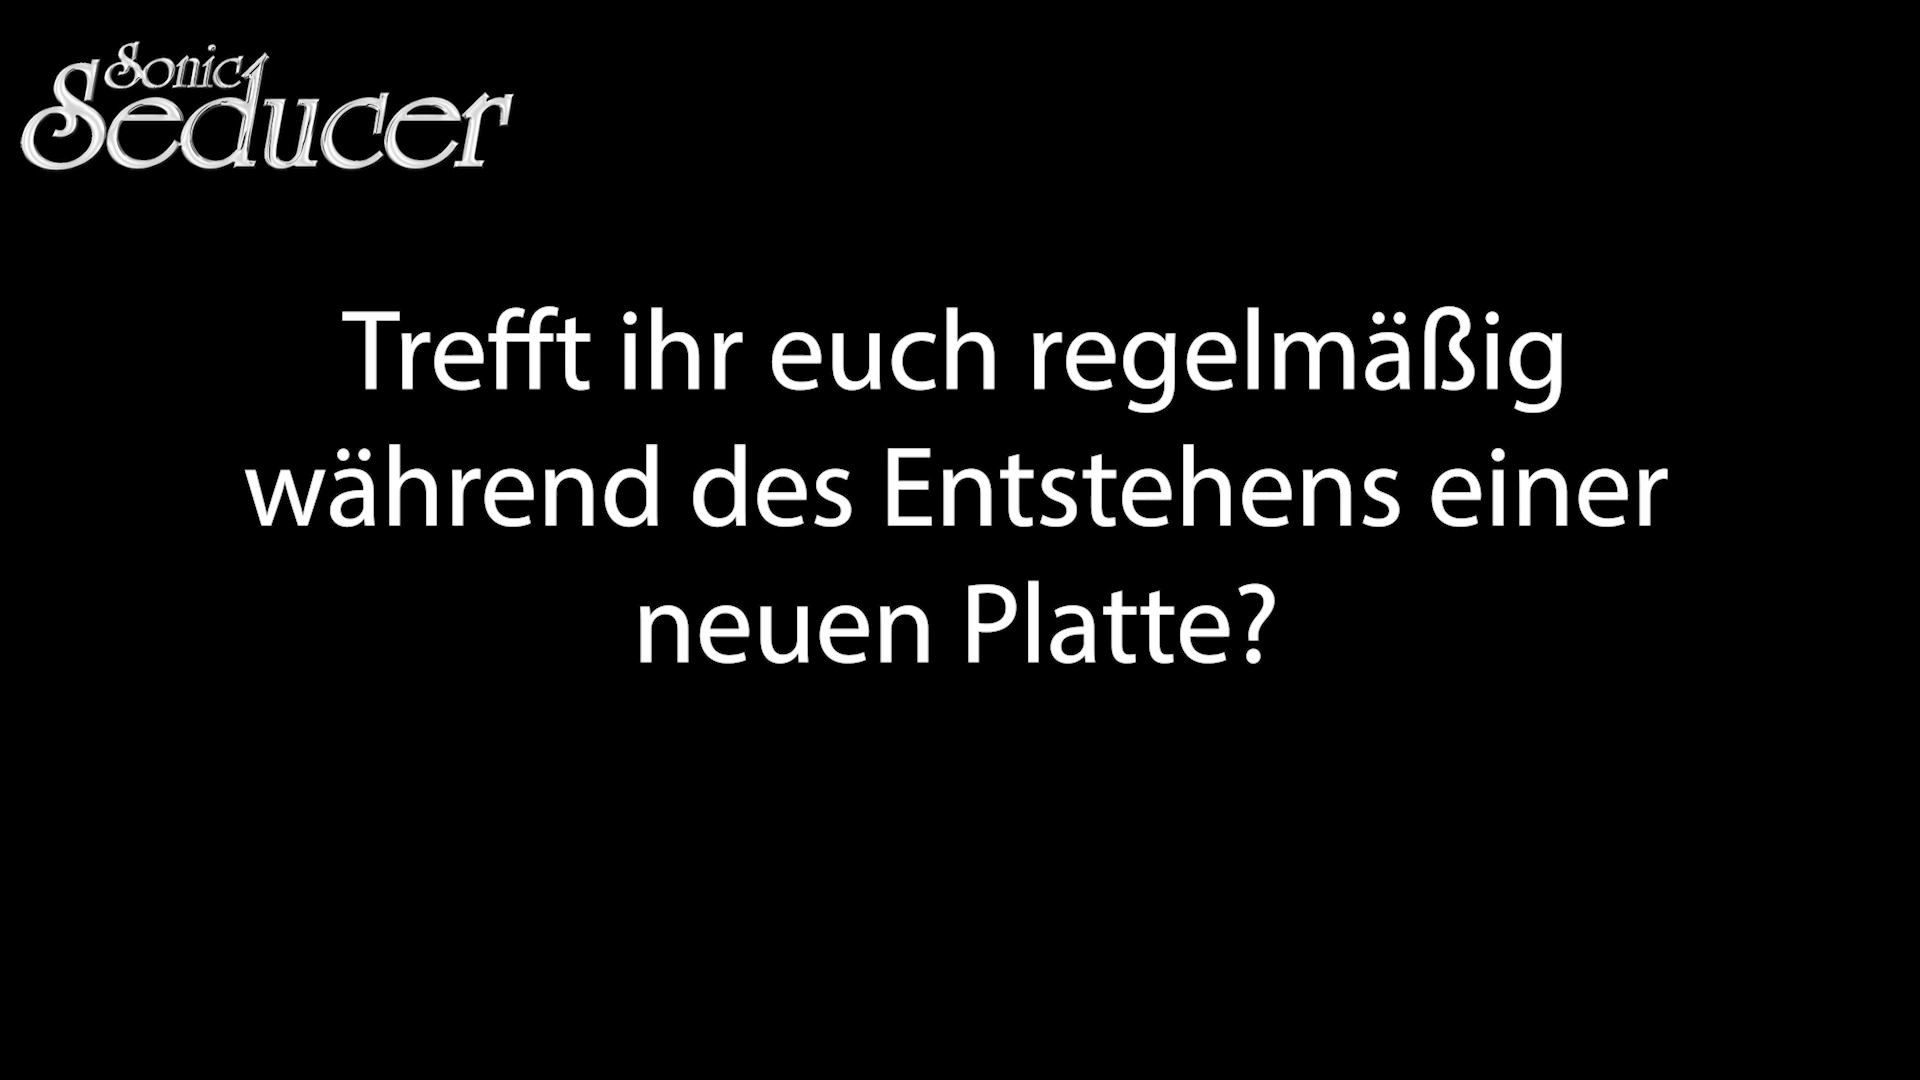 Sonic
Seducer
Trefft ihr euch regelmäßig
während des Entstehens einer
neuen Platte?